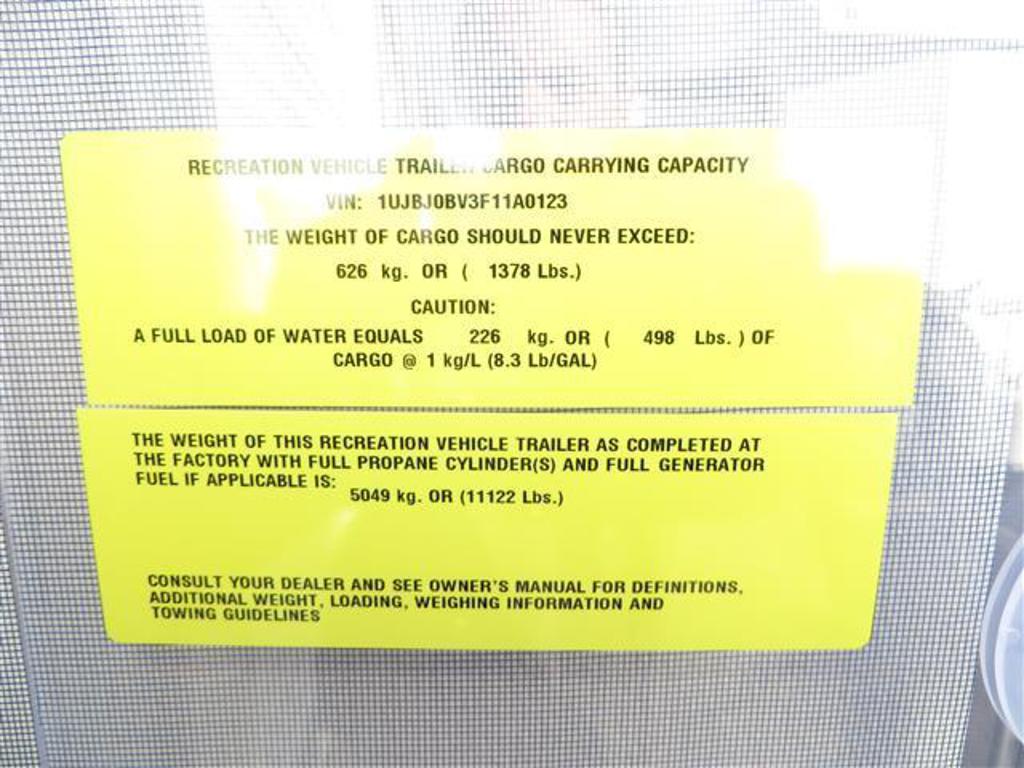 RECREATION VEHICLE TRAILER CARGO CARRYING CAPACITY
VIN: 1UJBJ0BV3F11A0123
THE WEIGHT OF CARGO SHOULD NEVER EXCEED:
626 kg. OR ( 1378 Lbs.)
CAUTION:
A FULL LOAD OF WATER EQUALS 226 kg. OR ( 498 Lbs. ) OF
CARGO @ 1 kg/L (8.3 Lb/GAL)
THE WEIGHT OF THIS RECREATION VEHICLE TRAILER AS COMPLETED AT
THE FACTORY WITH FULL PROPANE CYLINDER(S) AND FULL GENERATOR
FUEL IF APPLICABLE IS:
5049 kg. OR (11122 Lbs.)
CONSULT YOUR DEALER AND SEE OWNER'S MANUAL FOR DEFINITIONS,
ADDITIONAL WEIGHT, LOADING, WEIGHING INFORMATION AND
TOWING GUIDELINES